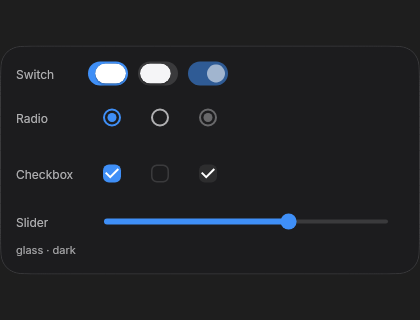 Switch
Radio
Checkbox
Slider
glass · dark